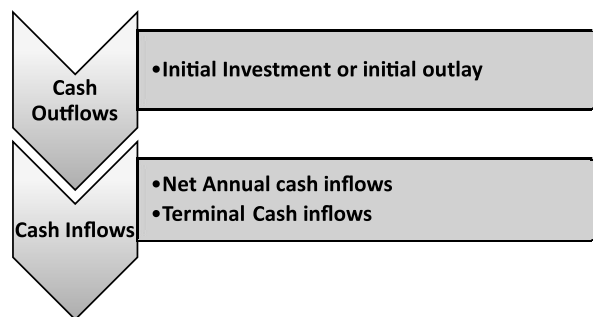 Cash
Outflows
•Initial Investment or initial outlay
Cash Inflows
•Net Annual cash inflows
•Terminal Cash inflows